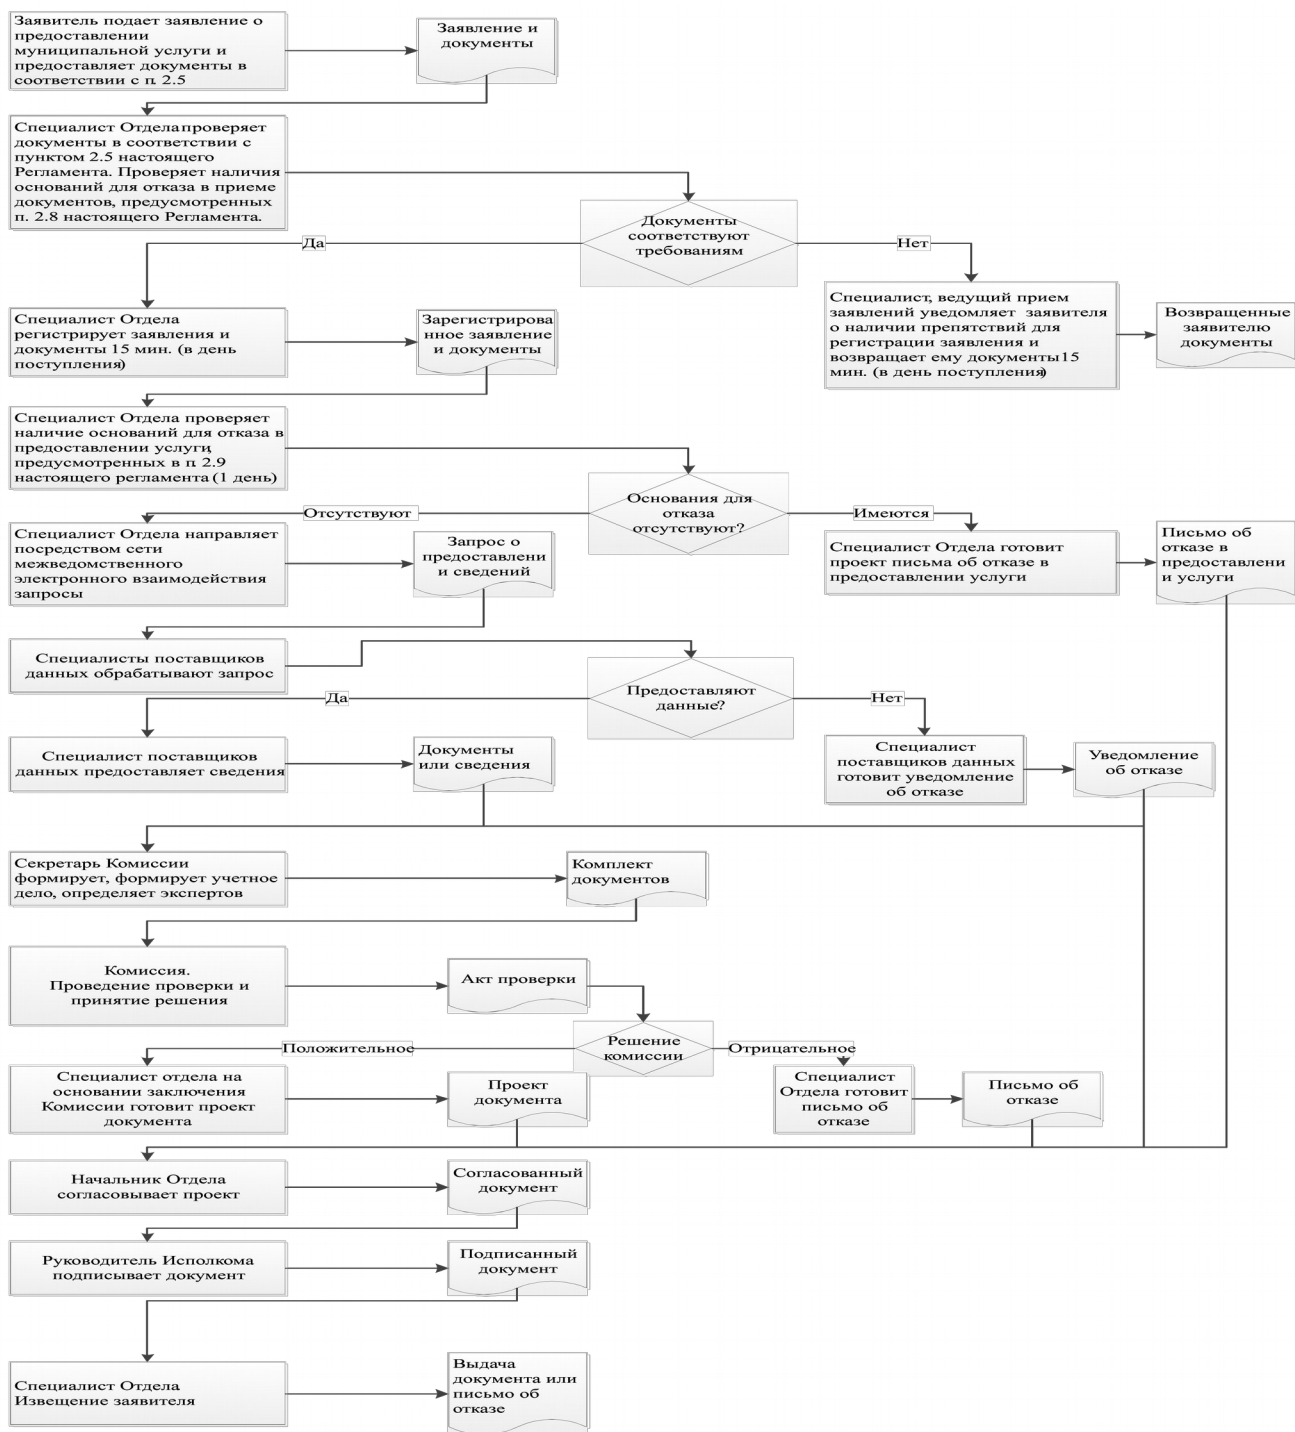 Заявитель подает заявление о
предоставлении
муниципальной услуги и
предоставляет документы в
соответствии с п. 2.5
Заявление и
документы
Специалист Отдела проверяет
документы в соответствии с
пунктом 2.5 настоящего
Регламента. Проверяет наличия
оснований для отказа в приеме
документов, предусмотренных
п. 2.8 настоящего Регламента.
Документы
соответствуют
требованиям
Да
Нет
Специалист Отдела
регистрирует заявления и
документы 15 мин. (в день
поступления)
Зарегистрирова
нное заявление
и документы
Специалист, ведущий прием
заявлений уведомляет заявителя
о наличии препятствий для
регистрации заявления и
возвращает ему документы 15
мин. (в день поступления)
Возвращенные
заявителю
документы
Специалист Отдела проверяет
наличие оснований для отказа в
предоставлении услуги,
предусмотренных в п. 2.9
настоящего регламента (1 день)
Основания для
отказа
отсутствуют?
Отсутствуют
Имеются
Специалист Отдела направляет
посредством сети
межведомственного
электронного взаимодействия
запросы
Запрос о
предоставлени
и сведений
Специалист Отдела готовит
проект письма об отказе в
предоставлении услуги
Письмо об
отказе в
предоставлени
и услуги
Специалисты поставщиков
данных обрабатывают запрос
Предоставляют
данные?
Да
Нет
Специалист поставщиков
данных предоставляет сведения
Документы
или сведения
Специалист
поставщиков данных
готовит уведомление
об отказе
Уведомление
об отказе
Секретарь Комиссии
формирует, формирует учетное
дело, определяет экспертов
Комплект
документов
Комиссия.
Проведение проверки и
принятие решения
Акт проверки
Решение
комиссии
Положительное
Отрицательное
Специалист отдела на
основании заключения
Комиссии готовит проект
документа
Проект
документа
Специалист
Отдела готовит
письмо об
отказе
Письмо об
отказе
Начальник Отдела
согласовывает проект
Согласованный
документ
Руководитель Исполкома
подписывает документ
Подписанный
документ
Специалист Отдела
Извещение заявителя
Выдача
документа или
письмо об
отказе